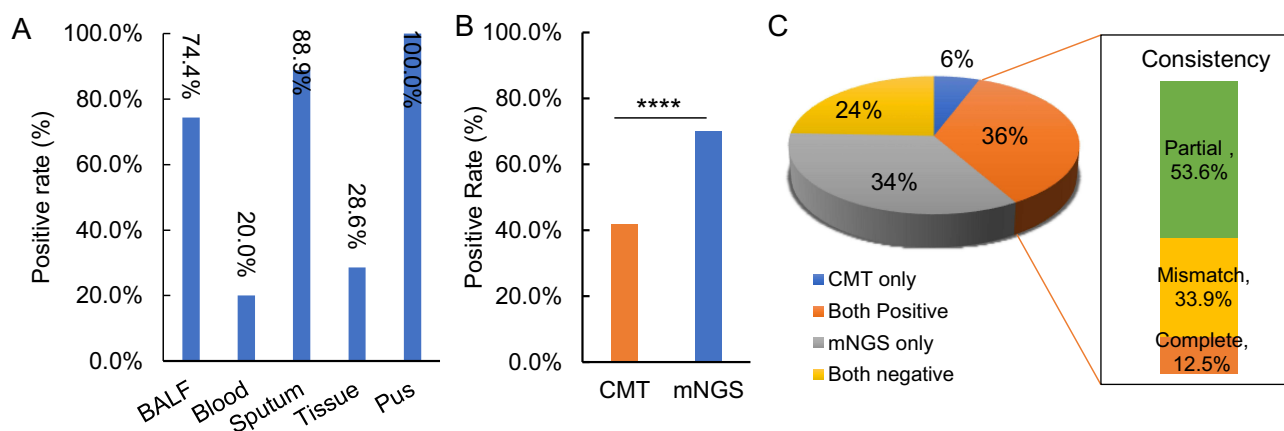 A
Positive rate (%)
100.0%
80.0%
60.0%
40.0%
20.0%
0.0%
74.4%
20.0%
88.9%
28.6%
100.0%
BALF
Blood
Sputum
Tissue
Pus
B
Positive Rate (%)
100.0%
80.0%
60.0%
40.0%
20.0%
0.0%
****
CMT
mNGS
C
6%
36%
34%
24%
CMT only
Both Positive
mNGS only
Both negative
Consistency
Partial ,
53.6%
Mismatch,
33.9%
Complete,
12.5%